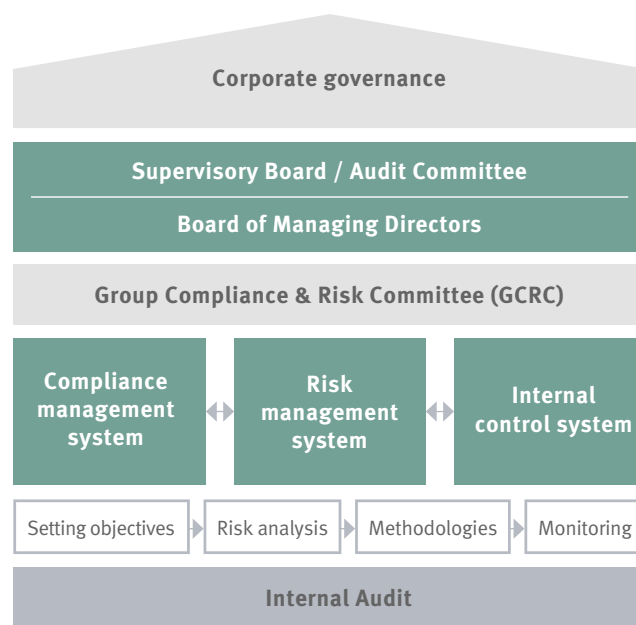 Corporate governance
Supervisory Board / Audit Committee
Board of Managing Directors
Group Compliance & Risk Committee (GCRC)
Compliance
management
system
Risk
management
system
Internal
control system
Setting objectives
Risk analysis
Methodologies
Monitoring
Internal Audit